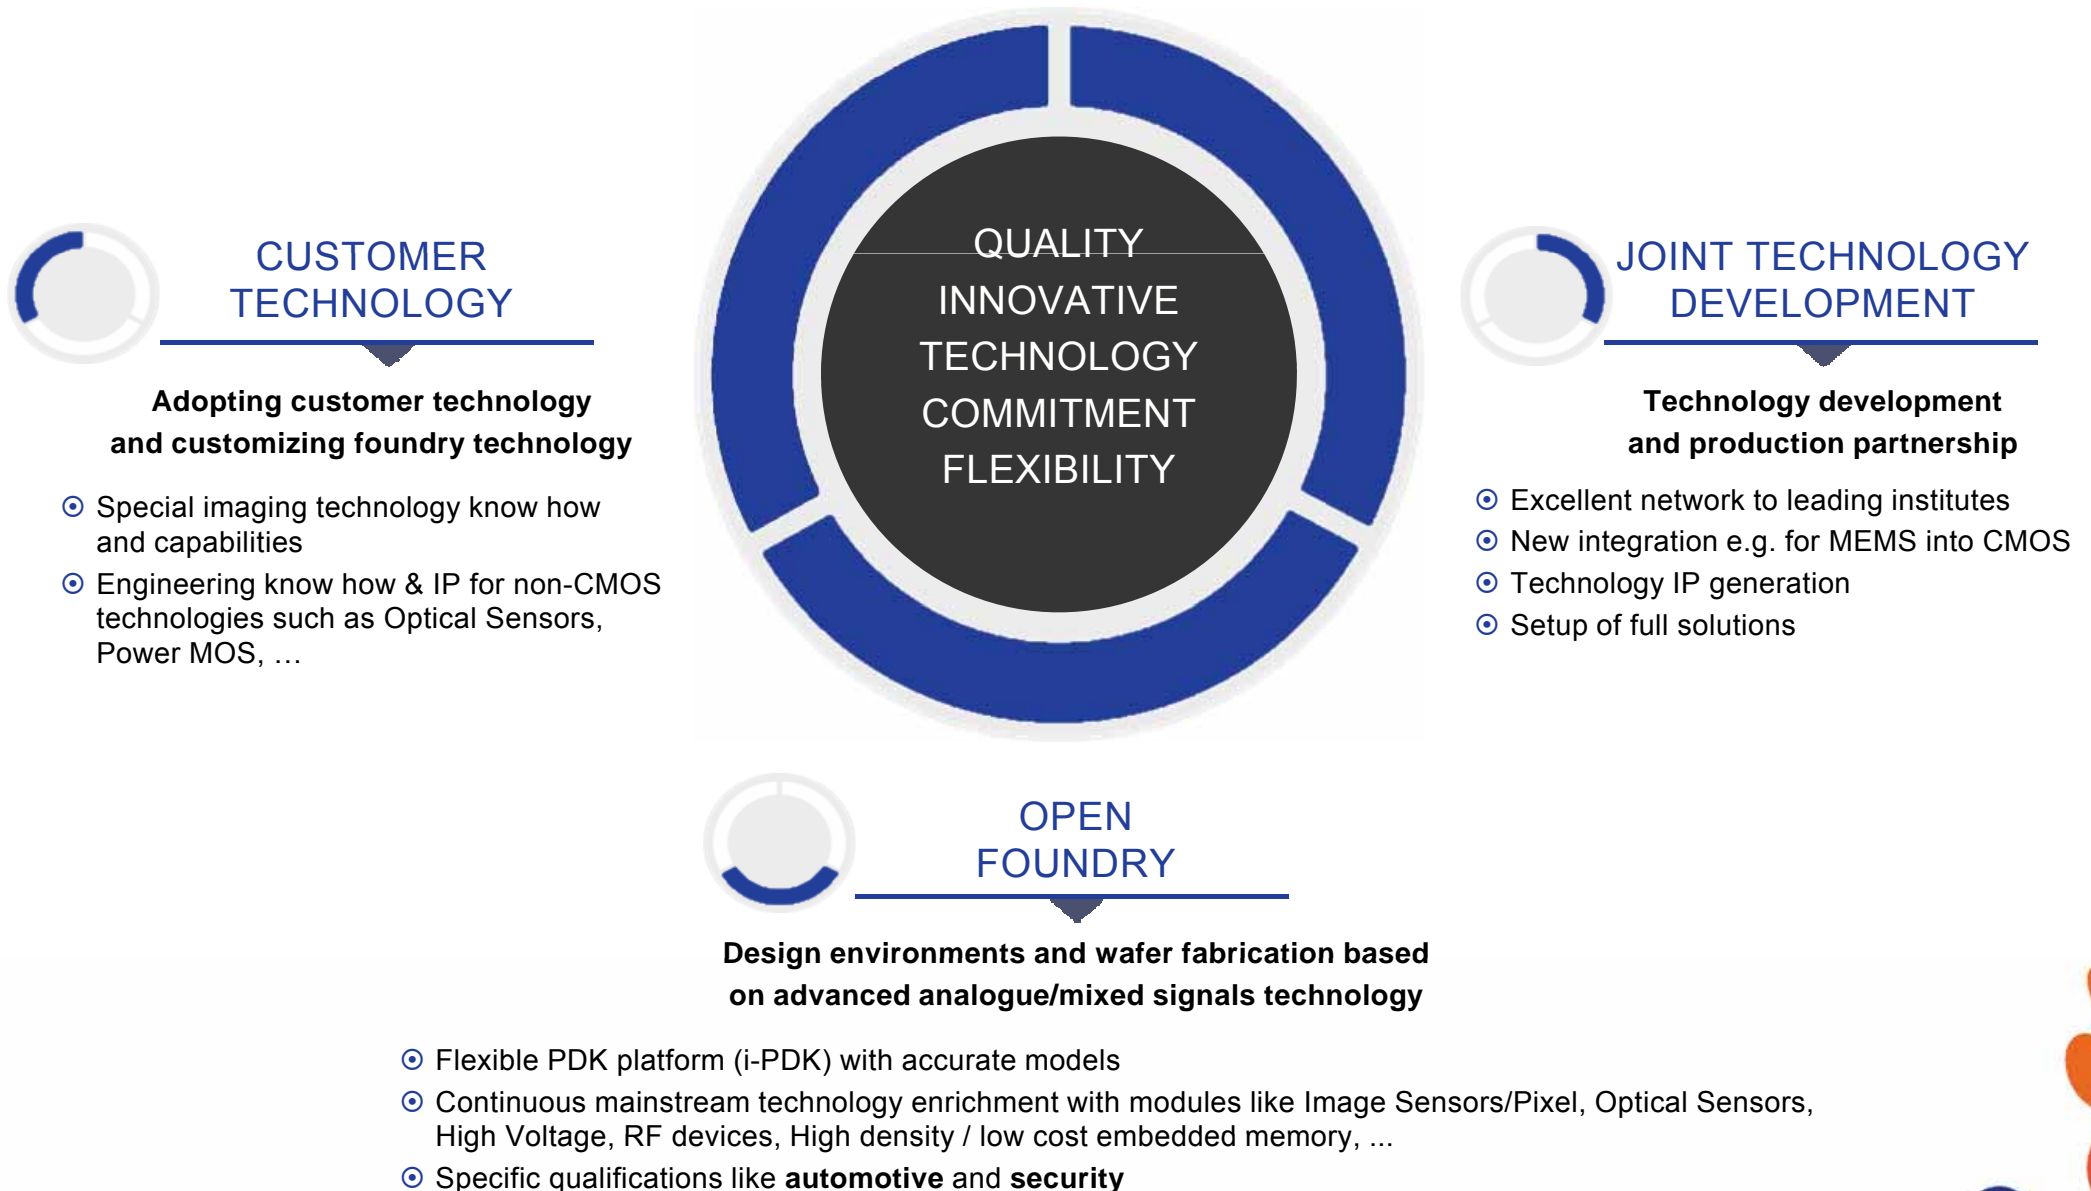 QUALITY
INNOVATIVE
TECHNOLOGY
COMMITMENT
FLEXIBILITY
CUSTOMER
TECHNOLOGY
Adopting customer technology
and customizing foundry technology
Special imaging technology know how
and capabilities
Engineering know how & IP for non-CMOS
technologies such as Optical Sensors,
Power MOS, …
JOINT TECHNOLOGY
DEVELOPMENT
Technology development
and production partnership
Excellent network to leading institutes
New integration e.g. for MEMS into CMOS
Technology IP generation
Setup of full solutions
OPEN
FOUNDRY
Design environments and wafer fabrication based
on advanced analogue/mixed signals technology
Flexible PDK platform (i-PDK) with accurate models
Continuous mainstream technology enrichment with modules like Image Sensors/Pixel, Optical Sensors,
High Voltage, RF devices, High density / low cost embedded memory, ...
Specific qualifications like automotive and security